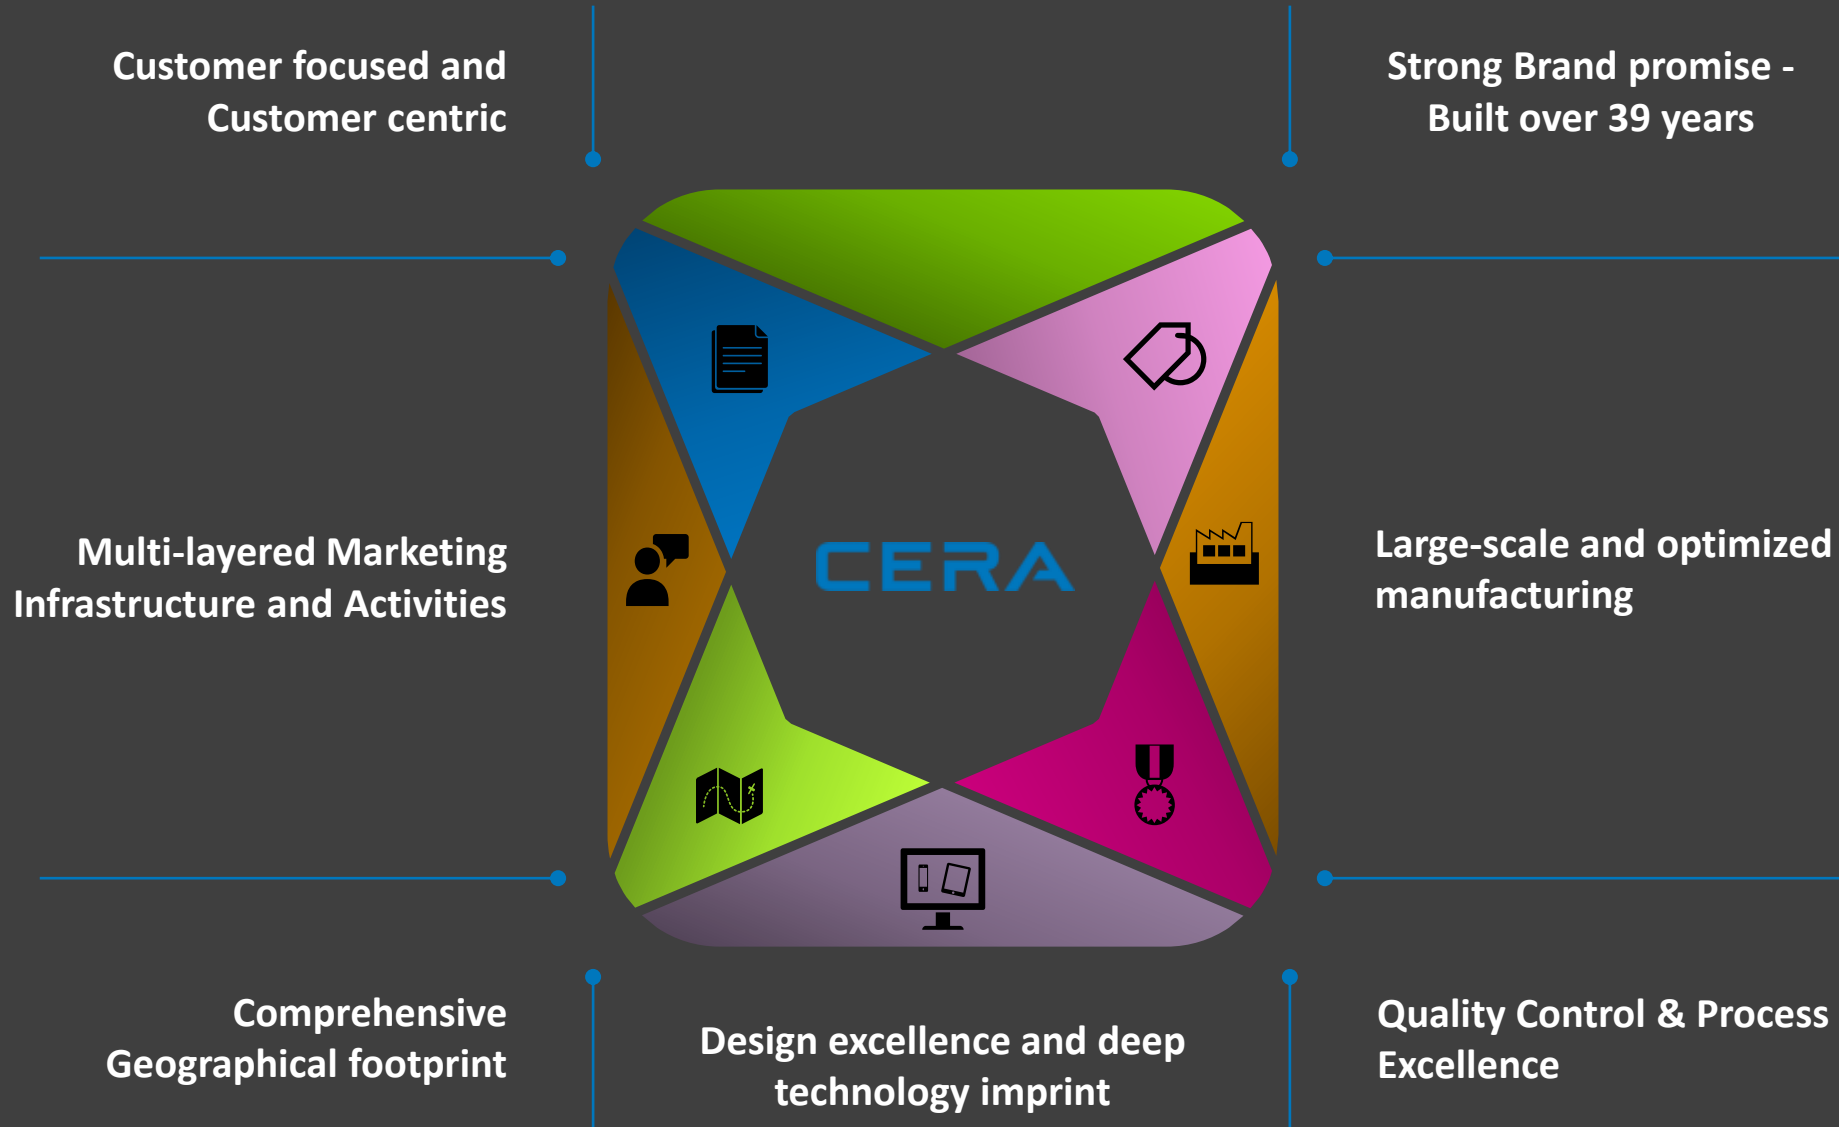 Customer focused and
Customer centric
Strong Brand promise -
Built over 39 years
Multi-layered Marketing
Infrastructure and Activities
CERA
Large-scale and optimized
manufacturing
Comprehensive
Geographical footprint
Design excellence and deep
technology imprint
Quality Control & Process
Excellence